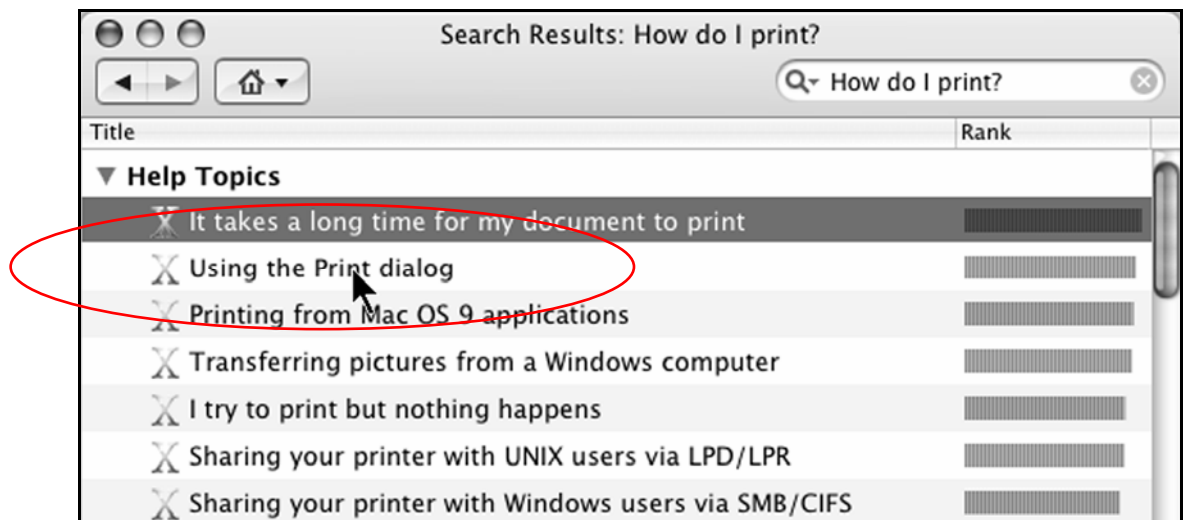 Search Results: How do I print?
How do I print?
Title Rank
Help Topics
It takes a long time for my document to print
Using the Print dialog
Printing from Mac OS 9 applications
Transferring pictures from a Windows computer
I try to print but nothing happens
Sharing your printer with UNIX users via LPD/LPR
Sharing your printer with Windows users via SMB/CIFS